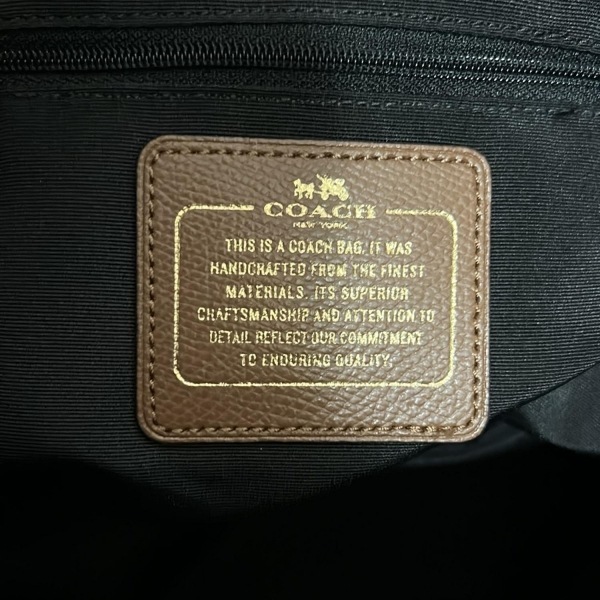 COACH
NEW YORK
THIS IS A COACH BAG. IT WAS
HANDCRAFTED FROM THE FINEST
MATERIALS. ITS SUPERIOR
CRAFTSMANSHIP AND ATTENTION TO
DETAIL REFLECT OUR COMMITMENT
TO ENDURING QUALITY.